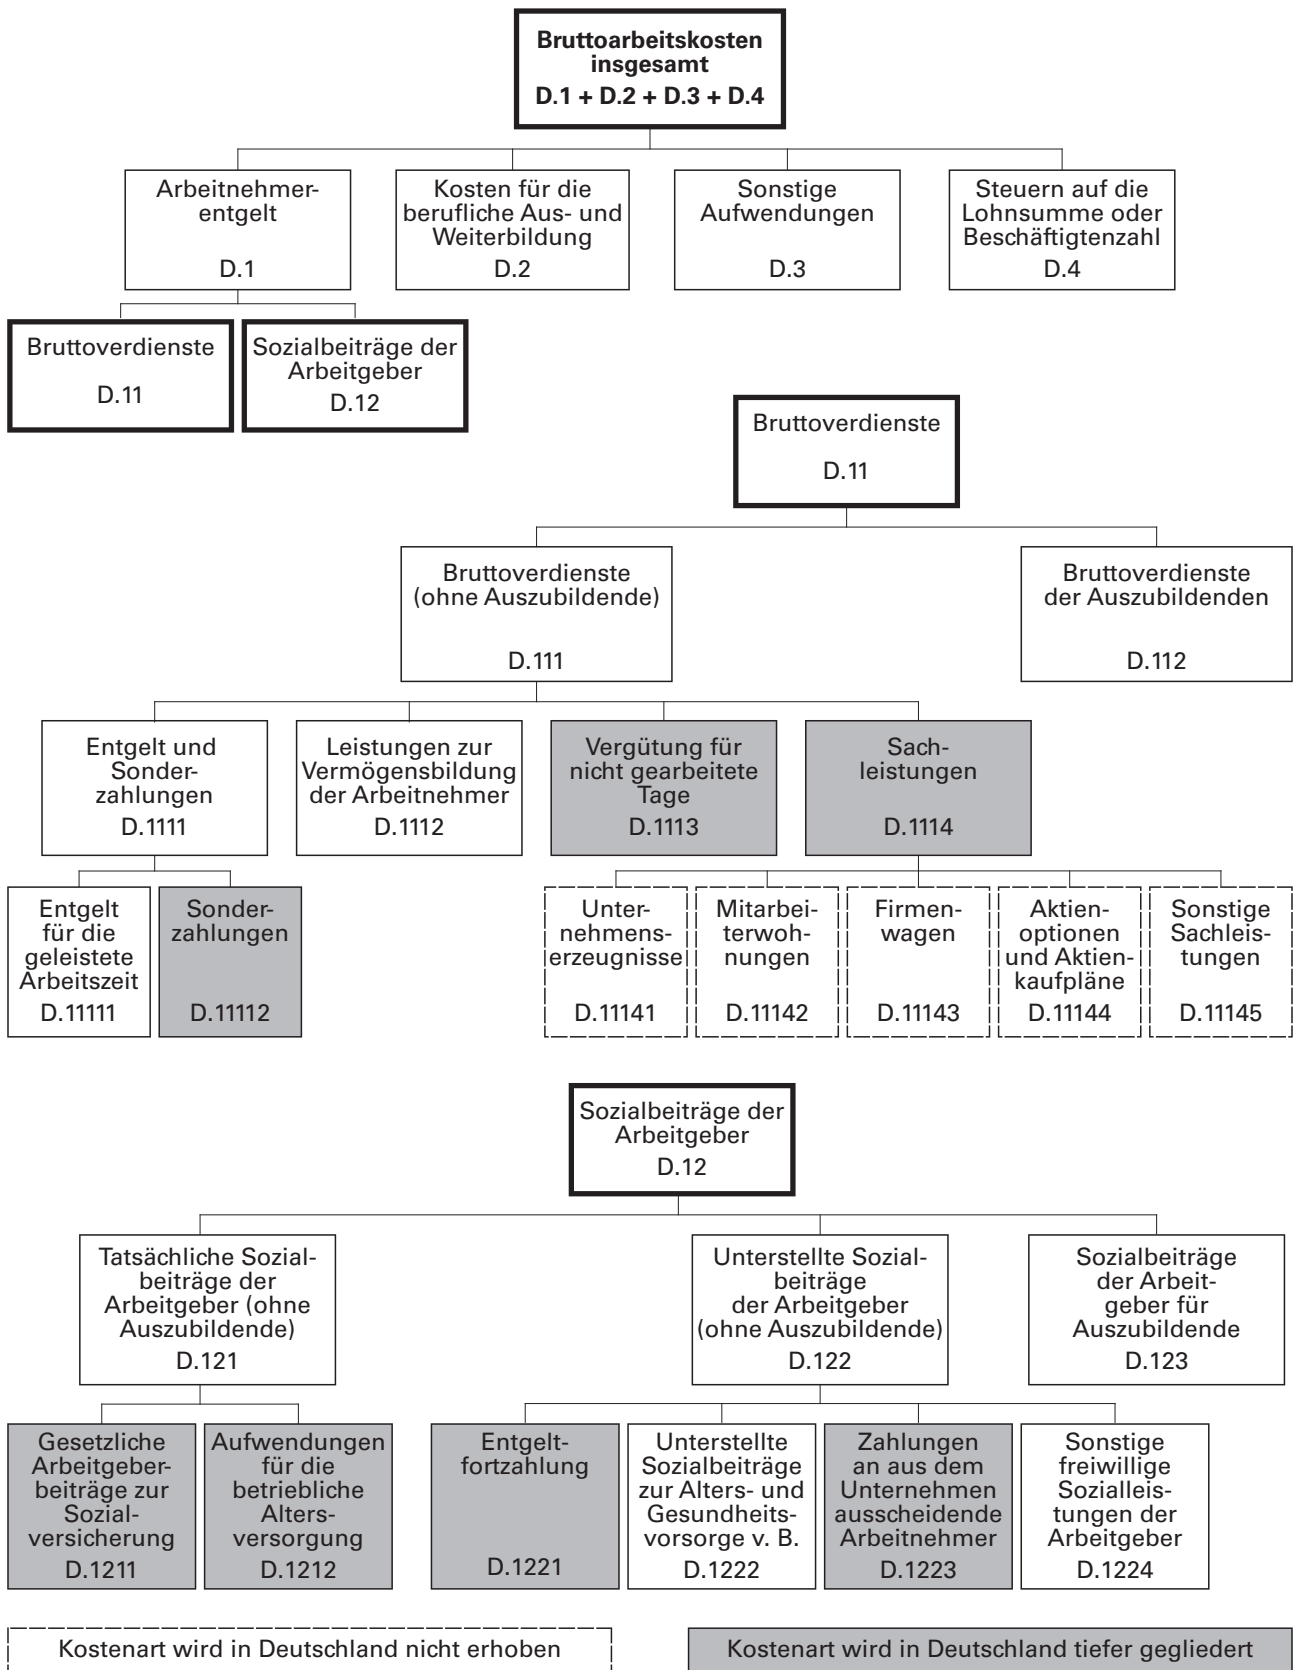 Bruttoarbeitskosten
insgesamt
D.1 + D.2 + D.3 + D.4
Arbeitnehmer-
entgelt
D.1
Kosten für die
berufliche Aus- und
Weiterbildung
D.2
Sonstige
Aufwendungen
D.3
Steuern auf die
Lohnsumme oder
Beschäftigtenzahl
D.4
Bruttoverdienste
D.11
Sozialbeiträge der
Arbeitgeber
D.12
Bruttoverdienste
D.11
Bruttoverdienste
(ohne Auszubildende)
D.111
Bruttoverdienste
der Auszubildenden
D.112
Entgelt und
Sonder-
zahlungen
D.1111
Leistungen zur
Vermögensbildung
der Arbeitnehmer
D.1112
Vergütung für
nicht gearbeitete
Tage
D.1113
Sach-
leistungen
D.1114
Entgelt
für die
geleistete
Arbeitszeit
D.11111
Sonder-
zahlungen
D.11112
Unter-
nehmens-
erzeugnisse
D.11141
Mitarbei-
terwoh-
nungen
D.11142
Firmen-
wagen
D.11143
Aktien-
optionen
und Aktien-
kaufpläne
D.11144
Sonstige
Sachleis-
tungen
D.11145
Sozialbeiträge der
Arbeitgeber
D.12
Tatsächliche Sozial-
beiträge der
Arbeitgeber (ohne
Auszubildende)
D.121
Unterstellte Sozial-
beiträge
der Arbeitgeber
(ohne Auszubildende)
D.122
Sozialbeiträge
der Arbeit-
geber für
Auszubildende
D.123
Gesetzliche
Arbeitgeber-
beiträge zur
Sozial-
versicherung
D.1211
Aufwendungen
für die
betriebliche
Alters-
versorgung
D.1212
Entgelt-
fortzahlung
D.1221
Unterstellte
Sozialbeiträge
zur Alters- und
Gesundheits-
vorsorge v. B.
D.1222
Zahlungen
an aus dem
Unternehmen
ausscheidende
Arbeitnehmer
D.1223
Sonstige
freiwillige
Sozialleis-
tungen der
Arbeitgeber
D.1224
Kostenart wird in Deutschland nicht erhoben
Kostenart wird in Deutschland tiefer gegliedert